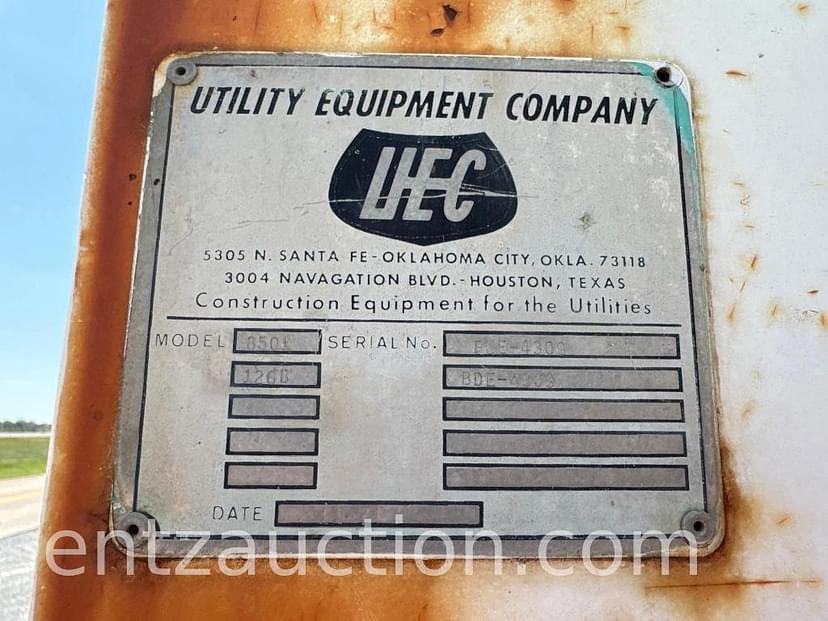 UTILITY EQUIPMENT COMPANY
UEC
5305 N. SANTA FE-OKLAHOMA CITY, OKLA. 73118
3004 NAVAGATION BLVD.-HOUSTON, TEXAS
Construction Equipment for the Utilities
MODEL SERIAL NO.
126B
DATE
entzauction.com